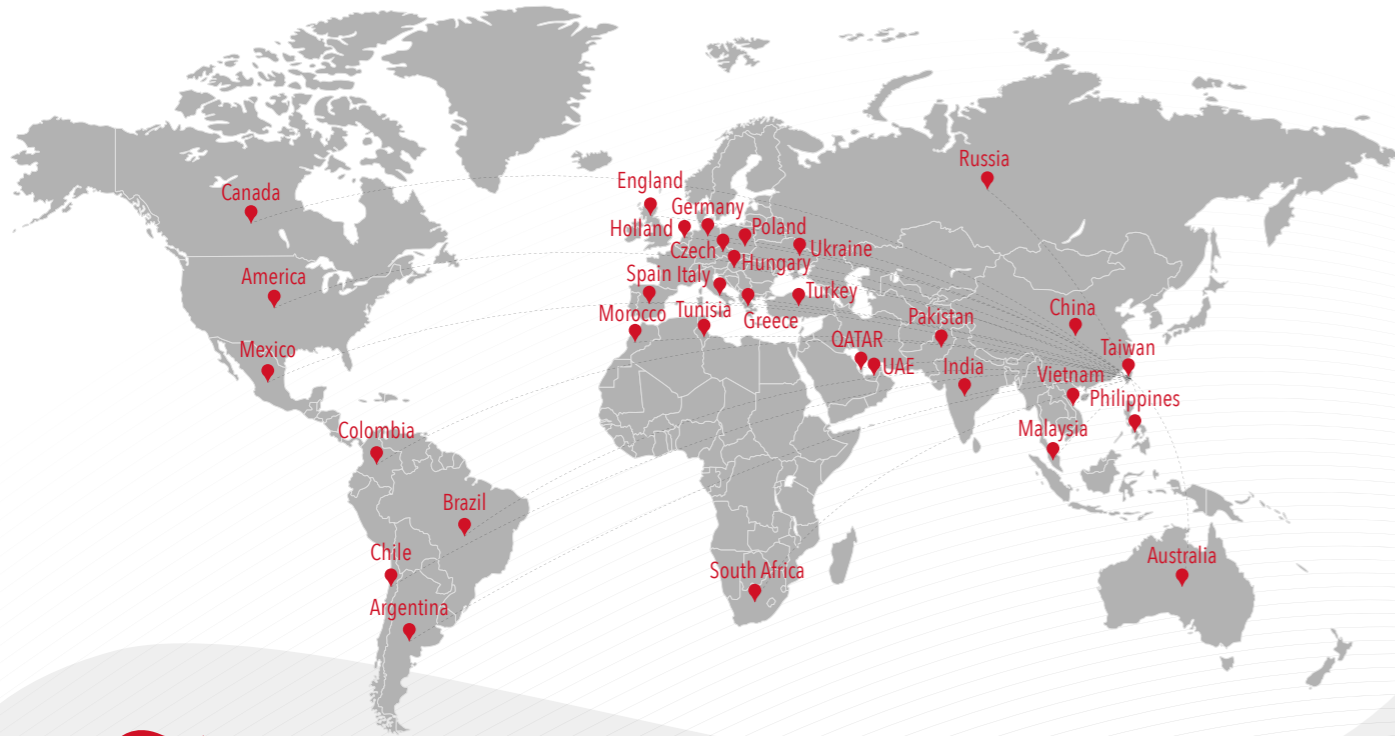 Russia
England
Canada
Germany
Holland
Poland
Czech
Ukraine
Hungary
America
Spain Italy
Turkey
Morocco
Tunisia
Greece
China
Pakistan
QATAR
Taiwan
Mexico
UAE
India
Vietnam
Philippines
Colombia
Malaysia
Brazil
Chile
Australia
South Africa
Argentina